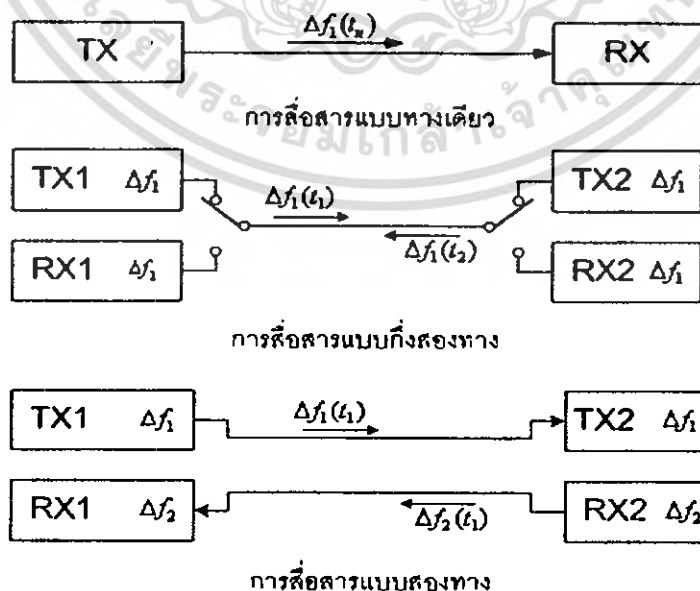 Δf₁(tₙ)
TX RX
การสื่อสารแบบทางเดียว
TX1 Δf₁ Δf₁(t₁) TX2 Δf₁
RX1 Δf₁ Δf₁(t₂) RX2 Δf₁
การสื่อสารแบบกึ่งสองทาง
TX1 Δf₁ Δf₁(t₁) TX2 Δf₁
RX1 Δf₂ Δf₂(t₁) RX2 Δf₂
การสื่อสารแบบสองทาง